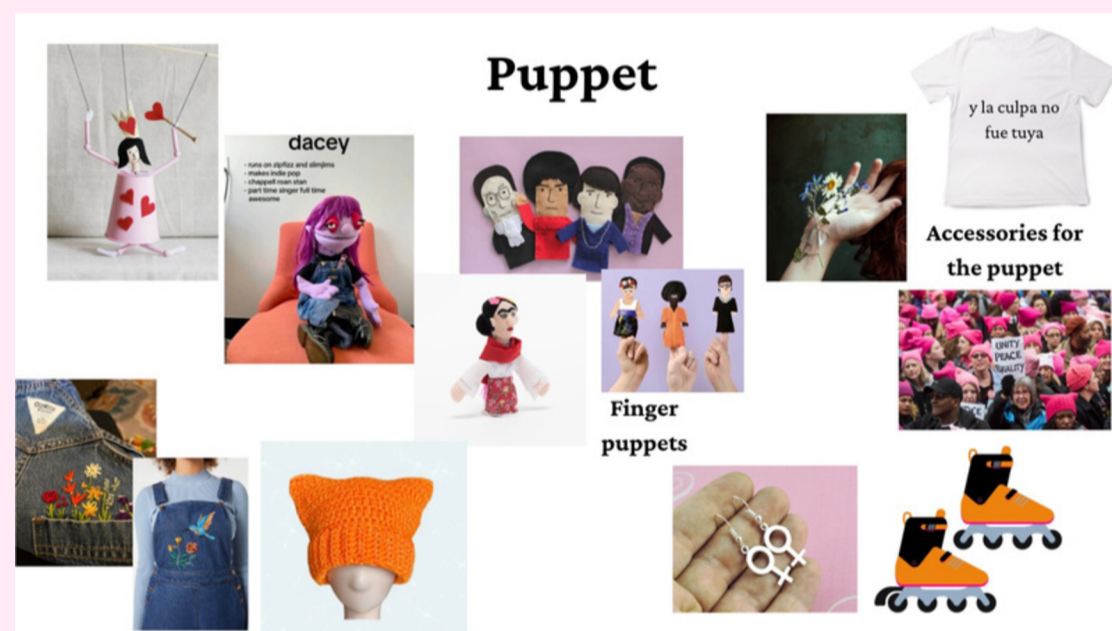 Puppet
y la culpa no
fue tuya
dacey
- runs on zipfizz and slimjims
- makes indie pop
- chappell roan stan
- part time singer full time
awesome
Accessories for
the puppet
UNITY
PEACE
Finger
puppets